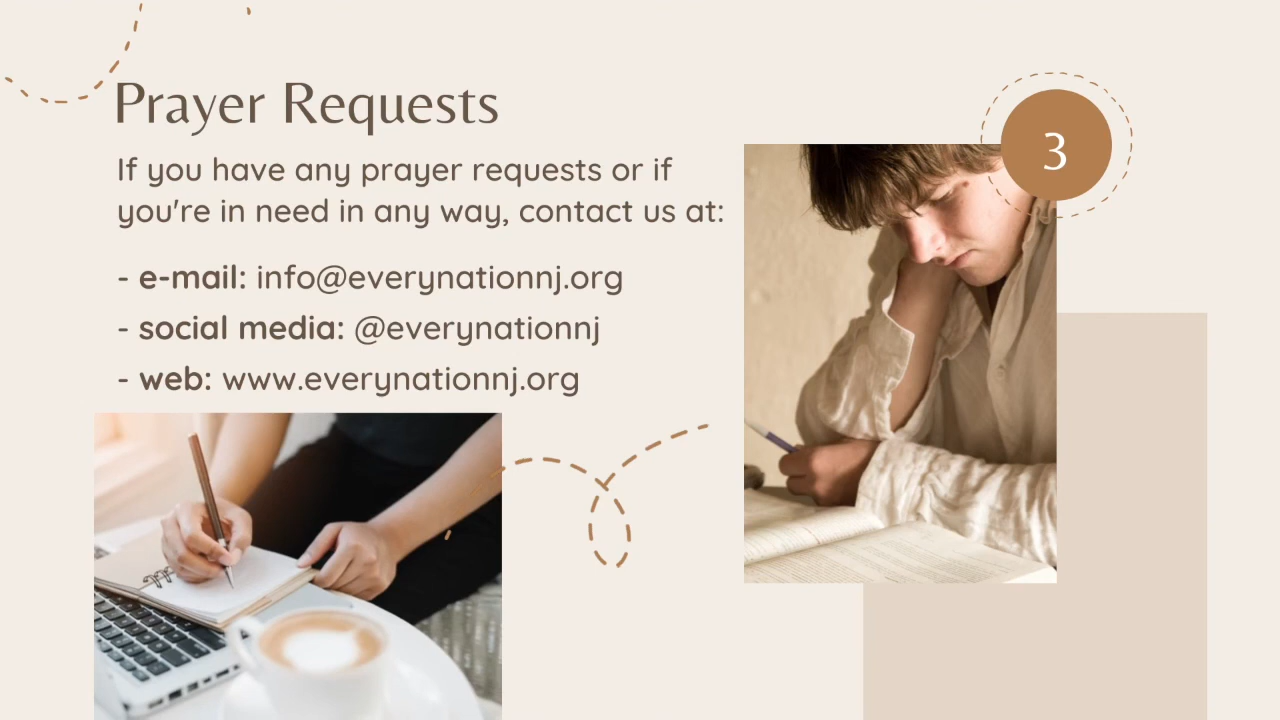 Prayer Requests
If you have any prayer requests or if
you're in need in any way, contact us at:
- e-mail: info@everynationnj.org
- social media: @everynationnj
- web: www.everynationnj.org
3